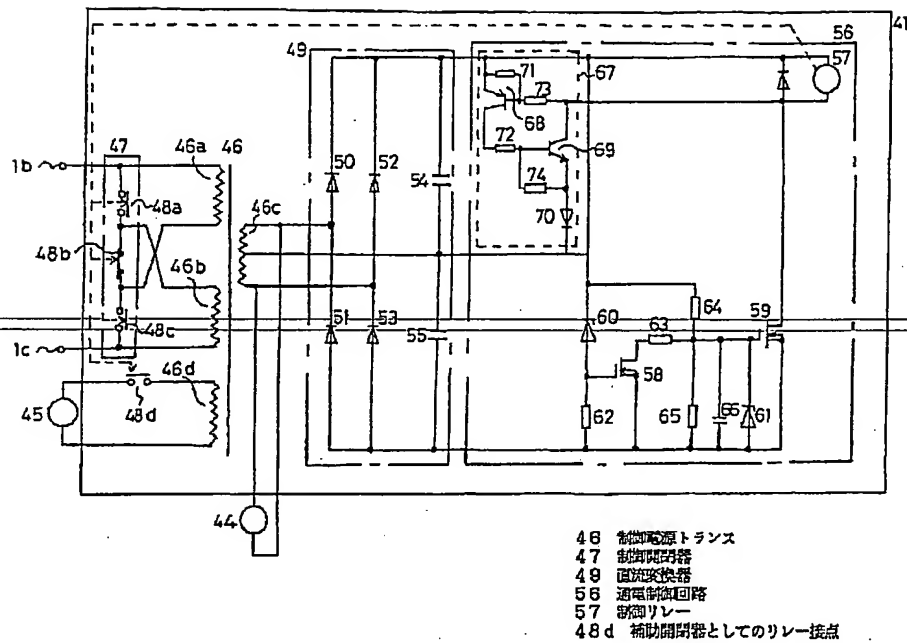 41
56
49
57
67
71
73
68
47
46a
46
50
52
72
69
1b
54
74
48a
46c
70
48b
46b
64
59
51
53
55
60
63
48c
1c
58
46d
62
65
66
61
45
48d
44
46 制御電源トランス
47 制御開閉器
49 直流変換器
56 通電制御回路
57 制御リレー
48d 補助開閉器としてのリレー接点